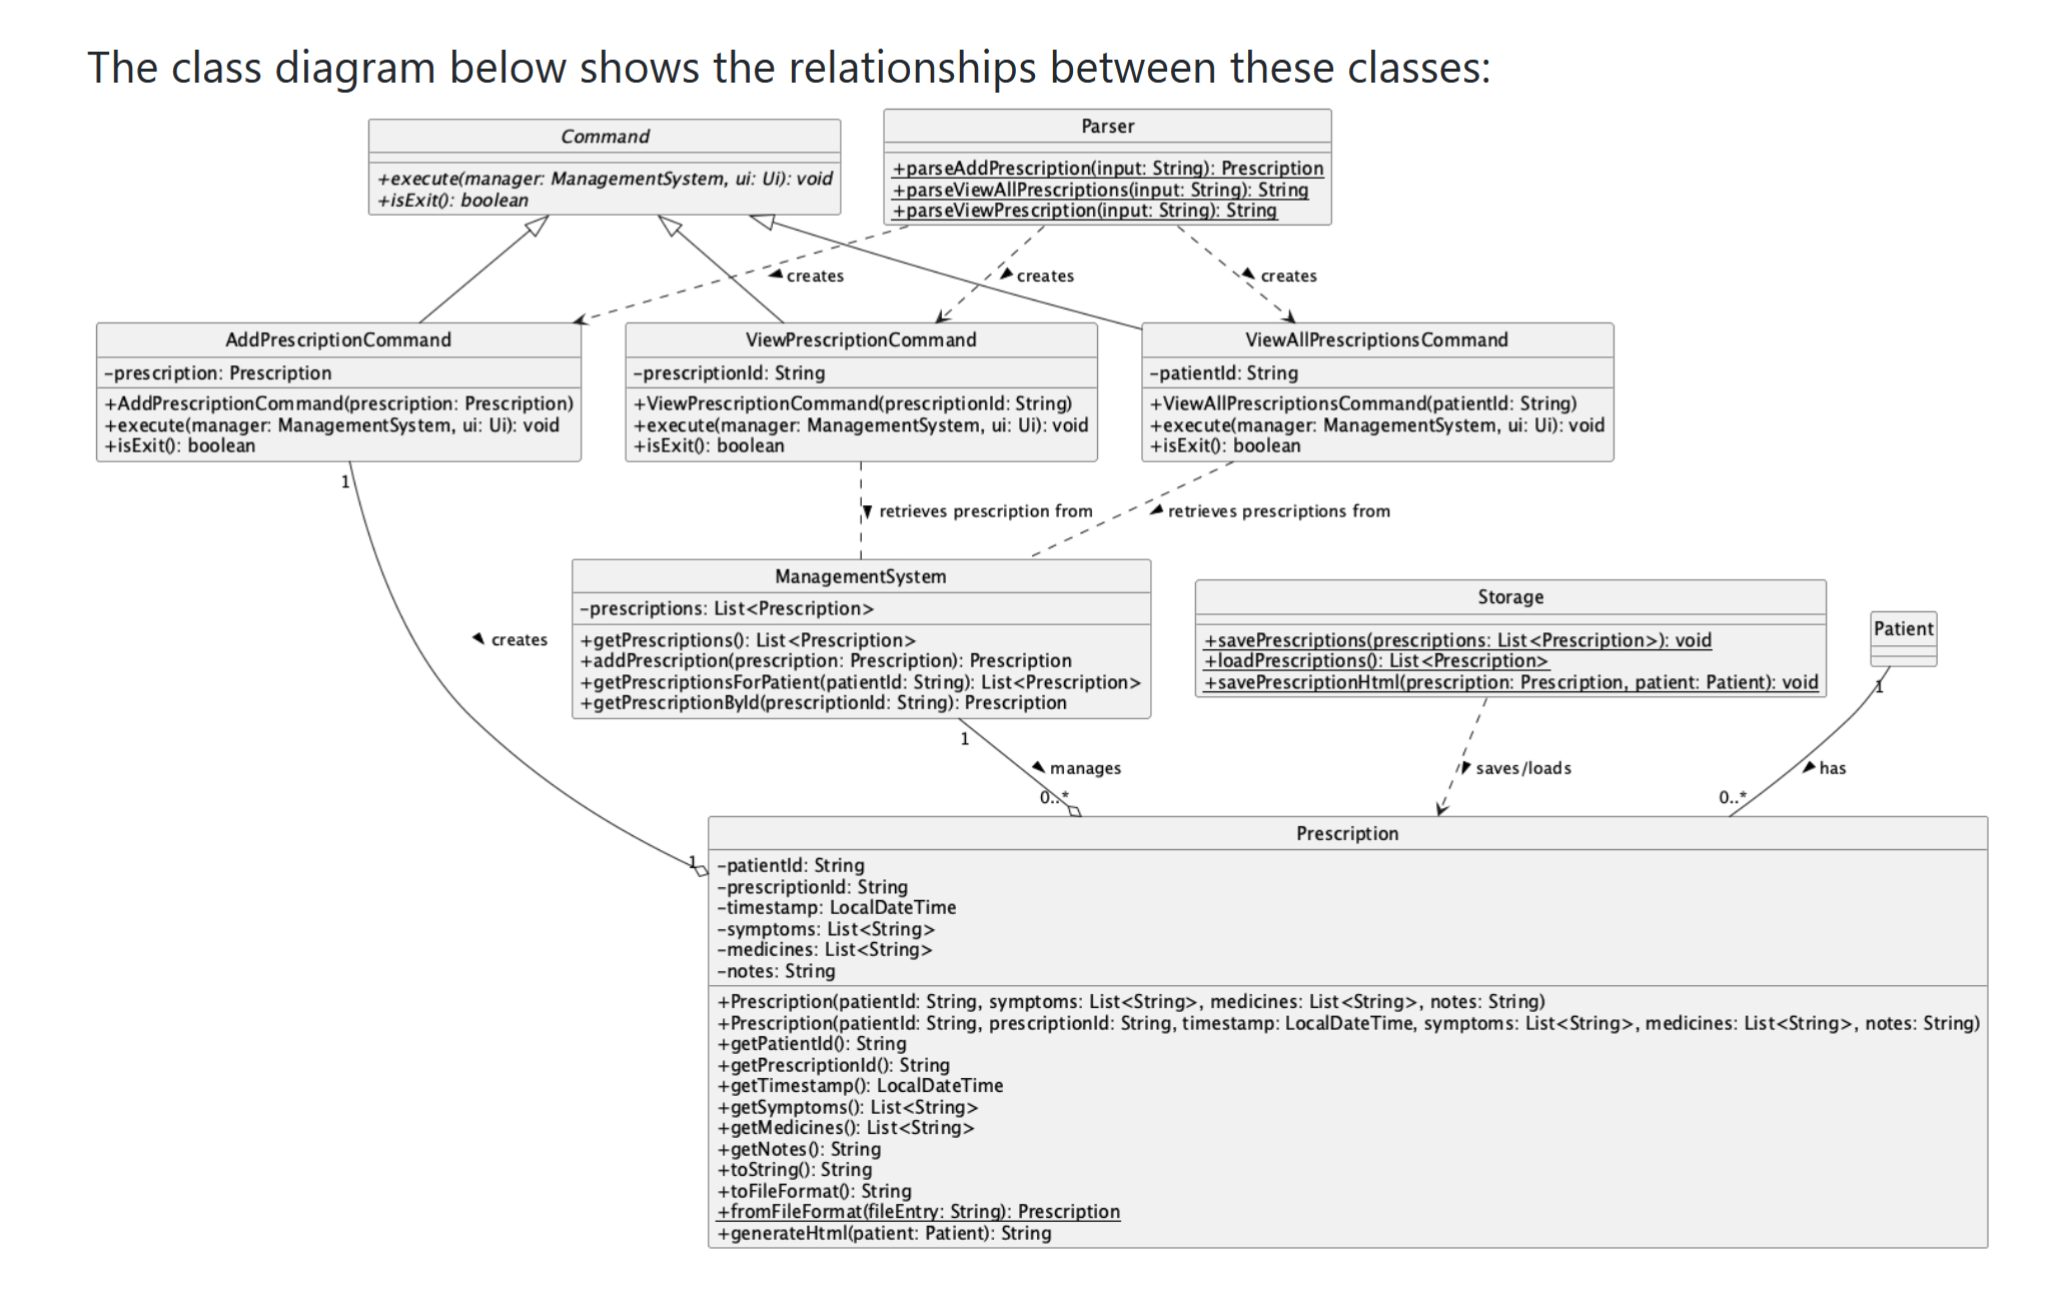 The class diagram below shows the relationships between these classes:
Command
+execute(manager: ManagementSystem, ui: Ui): void
+isExit(): boolean
Parser
+parseAddPrescription(input: String): Prescription
+parseViewAllPrescriptions(input: String): String
+parseViewPrescription(input: String): String
creates
creates
creates
AddPrescriptionCommand
-prescription: Prescription
+AddPrescriptionCommand(prescription: Prescription)
+execute(manager: ManagementSystem, ui: Ui): void
+isExit(): boolean
ViewPrescriptionCommand
-prescriptionId: String
+ViewPrescriptionCommand(prescriptionId: String)
+execute(manager: ManagementSystem, ui: Ui): void
+isExit(): boolean
ViewAllPrescriptionsCommand
-patientId: String
+ViewAllPrescriptionsCommand(patientId: String)
+execute(manager: ManagementSystem, ui: Ui): void
+isExit(): boolean
1
retrieves prescription from
retrieves prescriptions from
creates
ManagementSystem
-prescriptions: List<Prescription>
+getPrescriptions(): List<Prescription>
+addPrescription(prescription: Prescription): Prescription
+getPrescriptionsForPatient(patientId: String): List<Prescription>
+getPrescriptionById(prescriptionId: String): Prescription
Storage
+savePrescriptions(prescriptions: List<Prescription>): void
+loadPrescriptions(): List<Prescription>
+savePrescriptionHtml(prescription: Prescription, patient: Patient): void
Patient
1
1
manages
0..*
saves/loads
has
0..*
1
Prescription
-patientId: String
-prescriptionId: String
-timestamp: LocalDateTime
-symptoms: List<String>
-medicines: List<String>
-notes: String
+Prescription(patientId: String, symptoms: List<String>, medicines: List<String>, notes: String)
+Prescription(patientId: String, prescriptionId: String, timestamp: LocalDateTime, symptoms: List<String>, medicines: List<String>, notes: String)
+getPatientId(): String
+getPrescriptionId(): String
+getTimestamp(): LocalDateTime
+getSymptoms(): List<String>
+getMedicines(): List<String>
+getNotes(): String
+toString(): String
+toFileFormat(): String
+fromFileFormat(fileEntry: String): Prescription
+generateHtml(patient: Patient): String